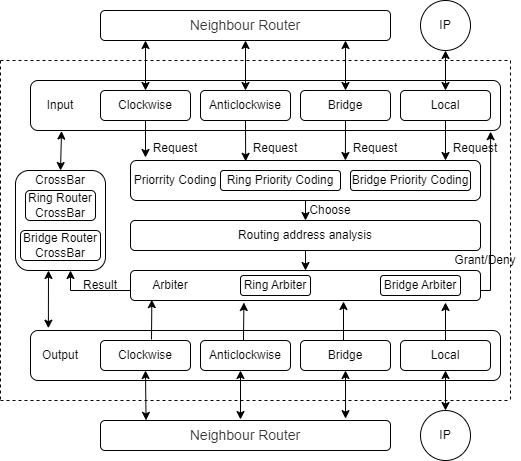 Neighbour Router
IP
Input
Clockwise
Anticlockwise
Bridge
Local
Request
Request
Request
Request
CrossBar
Ring Router
CrossBar
Bridge Router
CrossBar
Priorrity Coding
Ring Priority Coding
Bridge Priority Coding
Choose
Routing address analysis
Grant/Deny
Result
Arbiter
Ring Arbiter
Bridge Arbiter
Output
Clockwise
Anticlockwise
Bridge
Local
Neighbour Router
IP